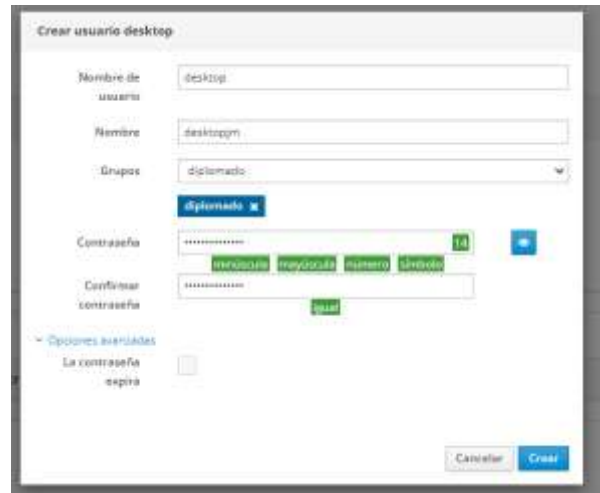 Crear usuario desktop
Nombre de
usuario
desktop
Nombre
desktopjm
Grupos
diplomado
diplomado ×
Contraseña
••••••••••••••
14
minúscula mayúscula número símbolo
Confirmar
contraseña
••••••••••••••
igual
Opciones avanzadas
La contraseña
expira
Cancelar Crear